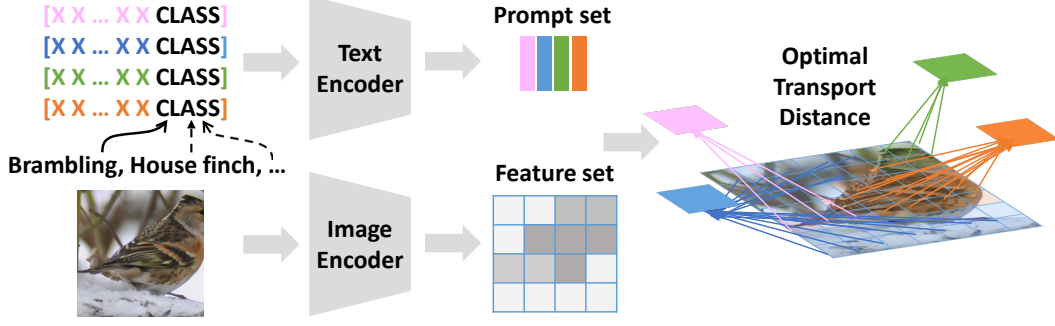 [X X ... X X CLASS]
[X X ... X X CLASS]
[X X ... X X CLASS]
[X X ... X X CLASS]
Brambling, House finch, ...
Text
Encoder
Prompt set
Image
Encoder
Feature set
Optimal
Transport
Distance